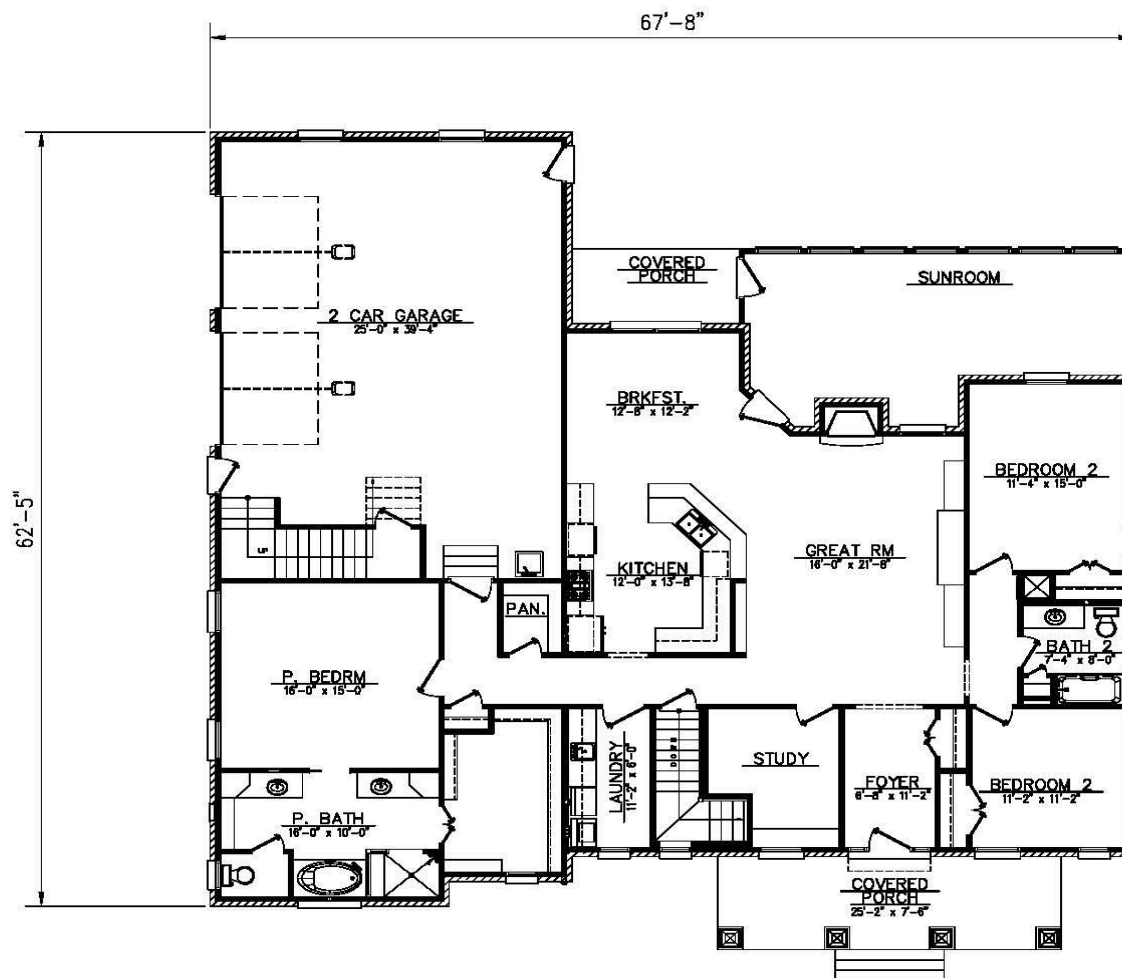 67'-8"
62'-5"
COVERED
PORCH
SUNROOM
2 CAR GARAGE
25'-0" x 39'-4"
BRKFST.
12'-8" x 12'-2"
BEDROOM 2
11'-4" x 15'-0"
UP
KITCHEN
12'-0" x 13'-8"
GREAT RM
16'-0" x 21'-8"
PAN.
BATH 2
7'-4" x 8'-0"
P. BEDRM
16'-0" x 15'-0"
LAUNDRY
11'-2" x 6'-0"
DOWN
STUDY
FOYER
6'-8" x 11'-2"
BEDROOM 2
11'-2" x 11'-2"
P. BATH
16'-0" x 10'-0"
COVERED
PORCH
25'-2" x 7'-6"